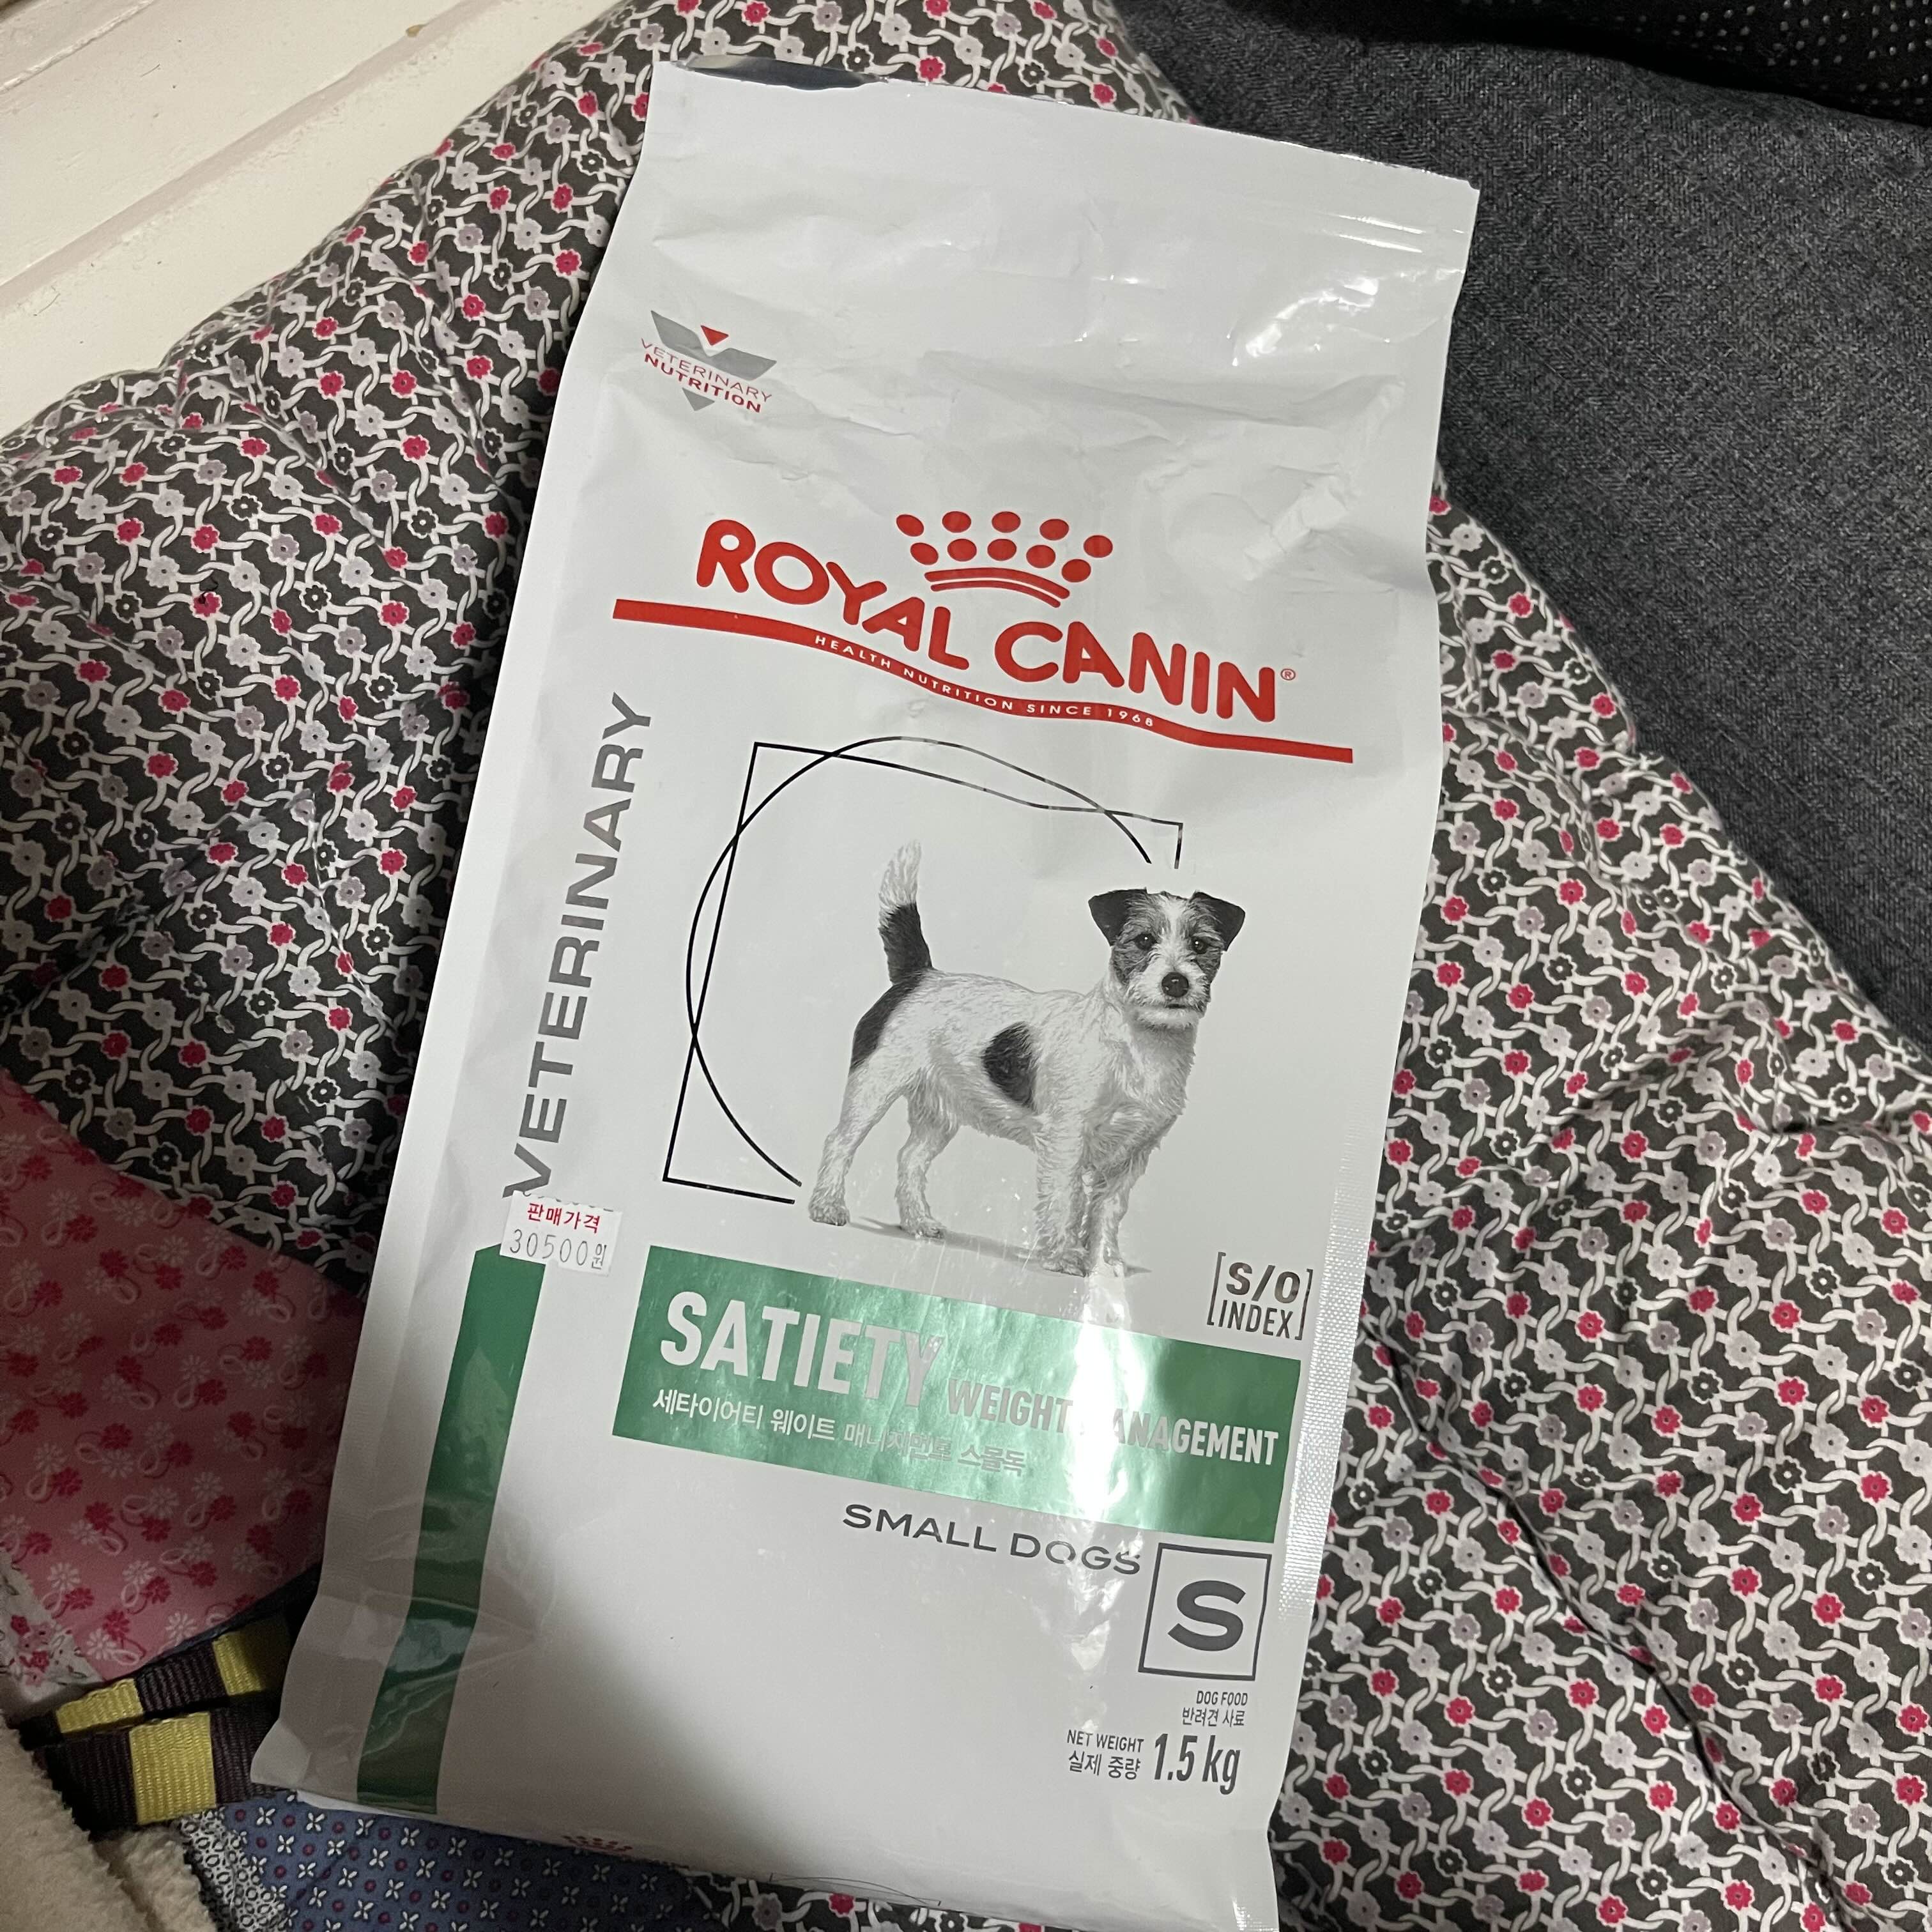 VETERINARY
NUTRITION
ROYAL CANIN®
HEALTH NUTRITION SINCE 1968
VETERINARY
판매가격
30500원
S/O
INDEX
SATIETY WEIGHT MANAGEMENT
세타이어티 웨이트 매니지먼트 스몰독
SMALL DOGS
S
DOG FOOD
반려견 사료
NET WEIGHT
실제 중량 1.5 kg